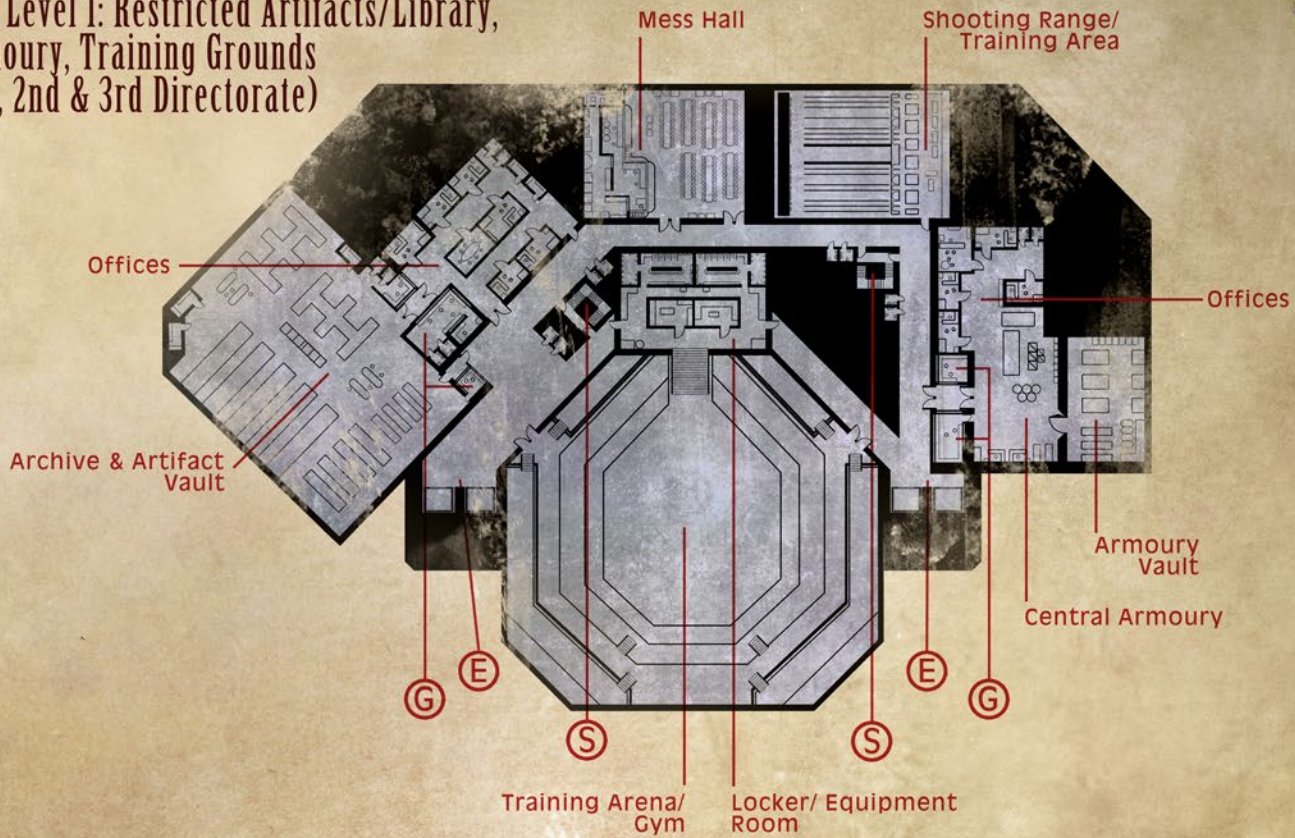 Level 1: Restricted Artifacts/Library,
Training Grounds
2nd & 3rd Directorate)
Mess Hall
Shooting Range/
Training Area
Offices
Offices
Archive & Artifact
Vault
Armoury
Vault
Central Armoury
E
E
G
G
S
S
Training Arena/
Gym
Locker/ Equipment
Room